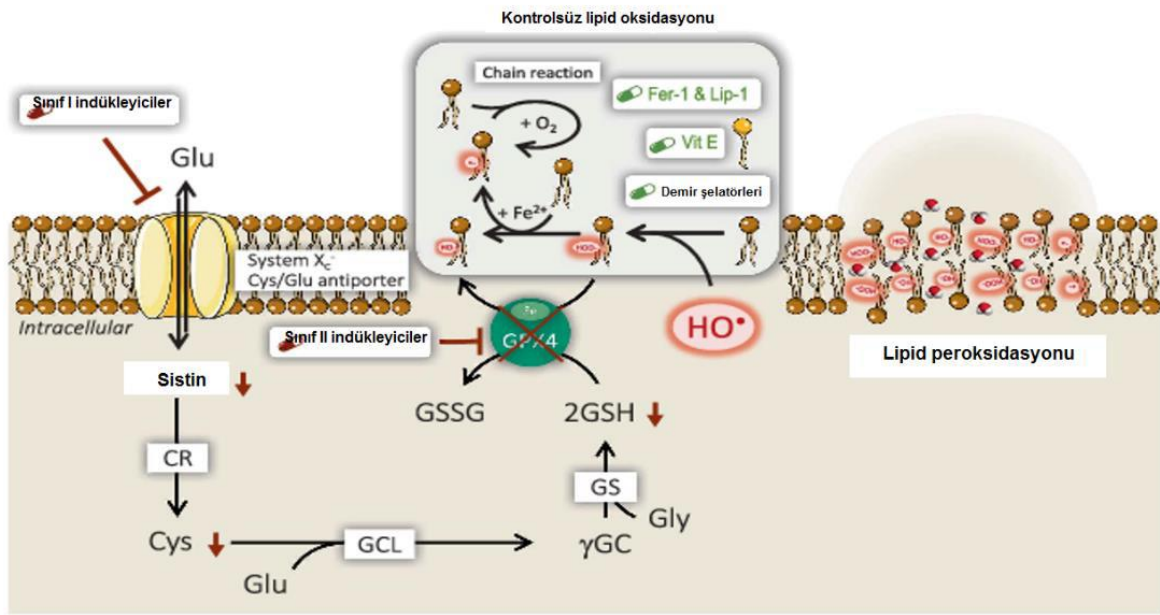 Kontrolsüz lipid oksidasyonu
Chain reaction
Sınıf I indükleyiciler
Fer-1 & Lip-1
+ O₂
Glu
Vit E
Demir şelatörleri
+ Fe²⁺
HO·
HOO·
System Xc⁻
Cys/Glu antiporter
Intracellular
HO•
Sınıf II indükleyiciler
GPX4
Lipid peroksidasyonu
Sistin
GSSG
2GSH
CR
GS
Gly
Cys
GCL
γGC
Glu